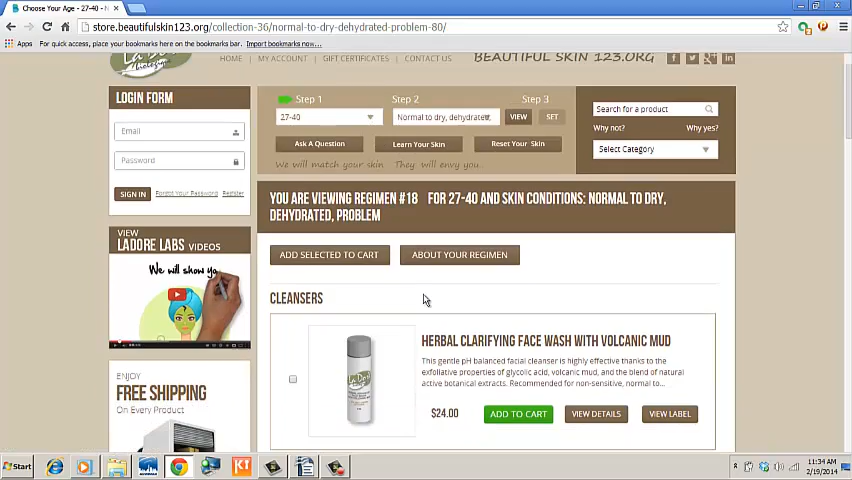 Choose Your Age - 27-40 - N
store.beautifulskin123.org/collection-36/normal-to-dry-dehydrated-problem-80/
Apps For quick access, place your bookmarks here on the bookmarks bar. Import bookmarks now...
HOME | MY ACCOUNT | GIFT CERTIFICATES | CONTACT US
BEAUTIFUL SKIN 123.ORG
LOGIN FORM
Email
Password
SIGN IN Forgot Your Password Register
Step 1 Step 2 Step 3
27-40 Normal to dry, dehydrated, VIEW SET
Ask A Question Learn Your Skin Reset Your Skin
We will match your skin They will envy you..
Search for a product
Why not? Why yes?
Select Category
YOU ARE VIEWING REGIMEN #18 FOR 27-40 AND SKIN CONDITIONS: NORMAL TO DRY,
DEHYDRATED, PROBLEM
ADD SELECTED TO CART ABOUT YOUR REGIMEN
VIEW
LADORE LABS VIDEOS
We will show yo
CLEANSERS
HERBAL CLARIFYING FACE WASH WITH VOLCANIC MUD
This gentle pH balanced facial cleanser is highly effective thanks to the
exfoliative properties of glycolic acid, volcanic mud, and the blend of natural
active botanical extracts. Recommended for non-sensitive, normal to...
$24.00 ADD TO CART VIEW DETAILS VIEW LABEL
ENJOY
FREE SHIPPING
On Every Product
Start
11:34 AM
2/19/2014